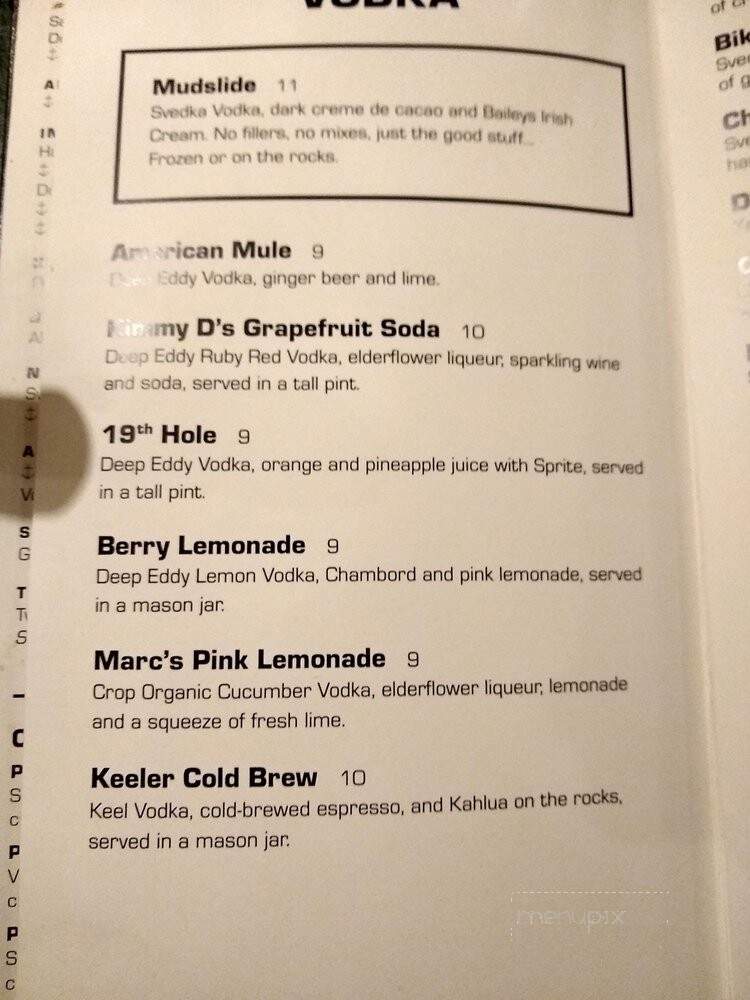 VODKA
Mudslide 11
Svedka Vodka, dark creme de cacao and Baileys Irish
Cream. No fillers, no mixes, just the good stuff...
Frozen or on the rocks.
American Mule 9
Deep Eddy Vodka, ginger beer and lime.
D's Grapefruit Soda 10
Deep Eddy Ruby Red Vodka, elderflower liqueur, sparkling wine
and soda, served in a tall pint.
19th Hole 9
Deep Eddy Vodka, orange and pineapple juice with Sprite, served
in a tall pint.
Berry Lemonade 9
Deep Eddy Lemon Vodka, Chambord and pink lemonade, served
in a mason jar.
Marc's Pink Lemonade 9
Crop Organic Cucumber Vodka, elderflower liqueur, lemonade
and a squeeze of fresh lime.
Keeler Cold Brew 10
Keel Vodka, cold-brewed espresso, and Kahlua on the rocks,
served in a mason jar.
menupix